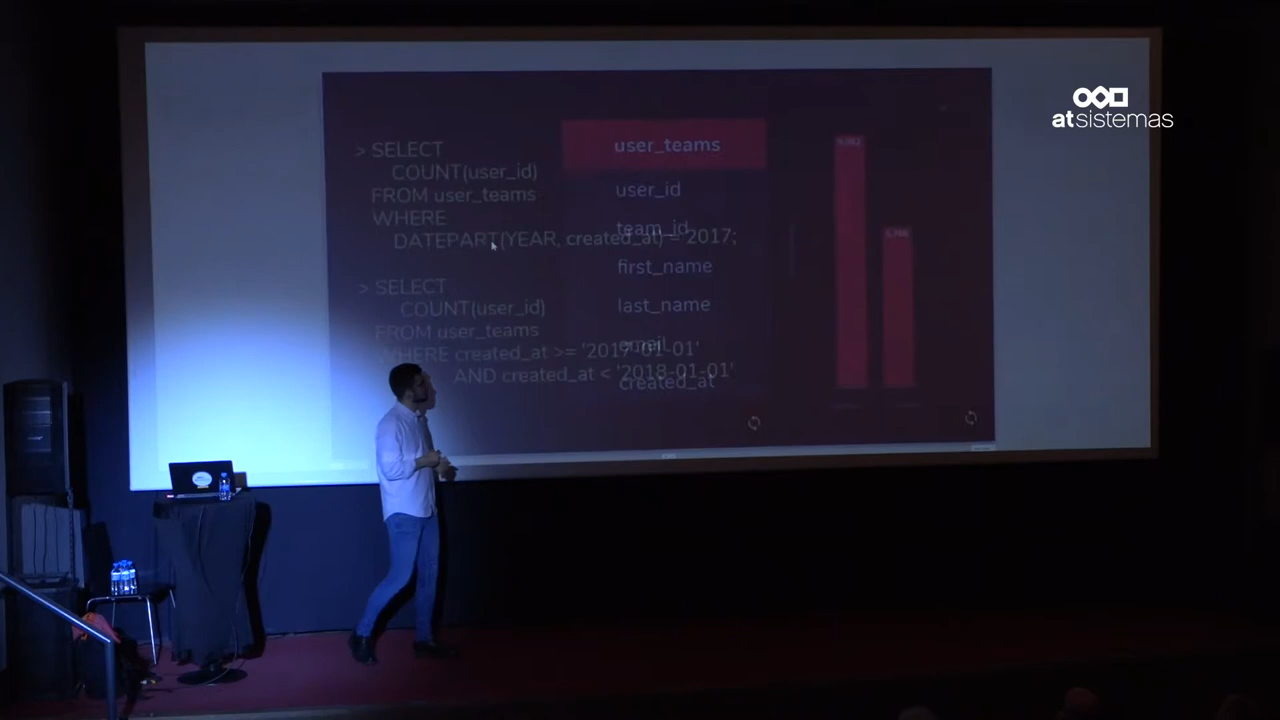 atsistemas
> SELECT
COUNT(user_id)
FROM user_teams
WHERE
DATEPART(YEAR, created_at) = 2017;
> SELECT
COUNT(user_id)
FROM user_teams
WHERE created_at >= '2017-01-01'
AND created_at < '2018-01-01'
user_teams
user_id
team_id
first_name
last_name
email
created_at